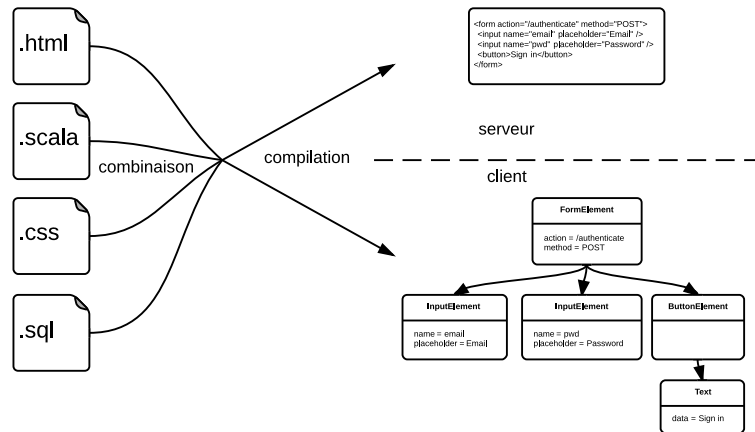 .html
.scala
.css
.sql
combinaison
compilation
<form action="/authenticate" method="POST">
<input name="email" placeholder="Email" />
<input name="pwd" placeholder="Password" />
<button>Sign in</button>
</form>
serveur
client
FormElement
action = /authenticate
method = POST
InputElement
name = email
placeholder = Email
InputElement
name = pwd
placeholder = Password
ButtonElement
Text
data = Sign in